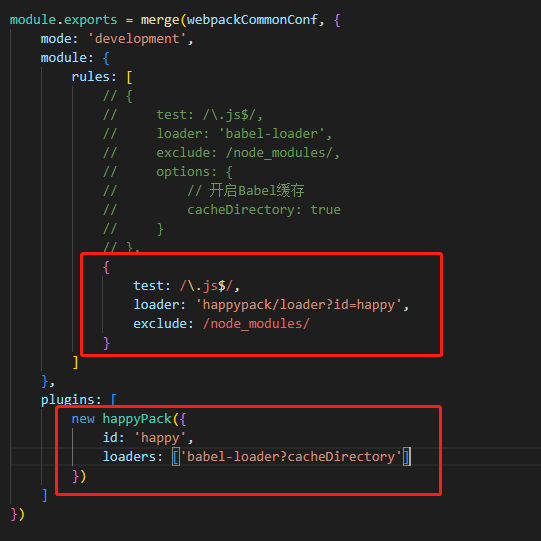 module.exports = merge(webpackCommonConf, {
    mode: 'development',
    module: {
        rules: [
            // {
            //     test: /\.js$/,
            //     loader: 'babel-loader',
            //     exclude: /node_modules/,
            //     options: {
            //         // 开启Babel缓存
            //         cacheDirectory: true
            //     }
            // },
            {
                test: /\.js$/,
                loader: 'happypack/loader?id=happy',
                exclude: /node_modules/
            }
        ]
    },
    plugins: [
        new happyPack({
            id: 'happy',
            loaders: ['babel-loader?cacheDirectory']
        })
    ]
})